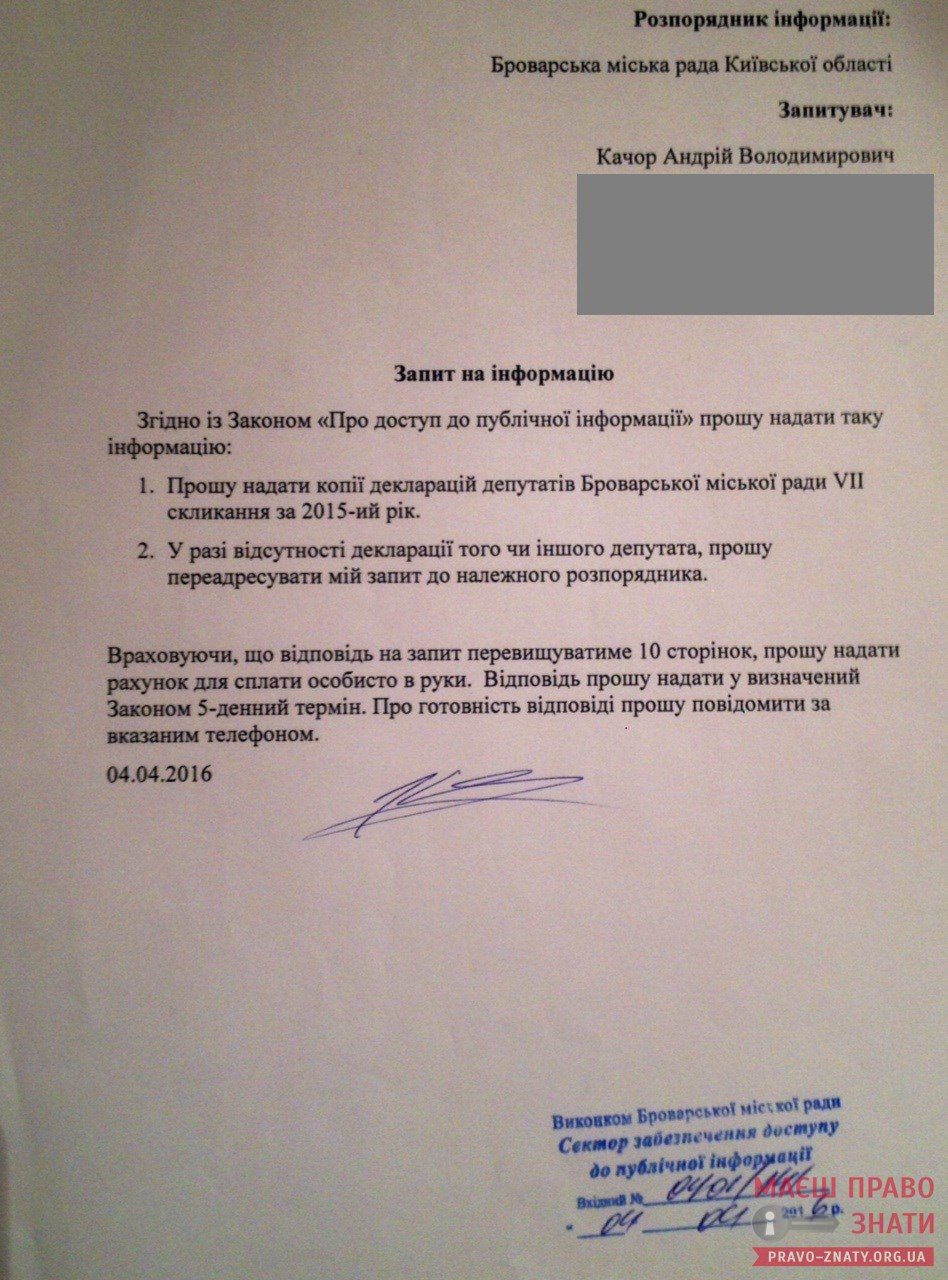 Розпорядник інформації:
Броварська міська рада Київської області
Запитувач:
Качор Андрій Володимирович
Запит на інформацію
Згідно із Законом «Про доступ до публічної інформації» прошу надати таку
інформацію:
1. Прошу надати копії декларацій депутатів Броварської міської ради VII
скликання за 2015-ий рік.
2. У разі відсутності декларації того чи іншого депутата, прошу
переадресувати мій запит до належного розпорядника.
Враховуючи, що відповідь на запит перевищуватиме 10 сторінок, прошу надати
рахунок для сплати особисто в руки. Відповідь прошу надати у визначений
Законом 5-денний термін. Про готовність відповіді прошу повідомити за
вказаним телефоном.
04.04.2016
Виконком Броварської міської ради
Сектор забезпечення доступу
до публічної інформації
Вхідний №
" 04 04 2016 р.
МАЄШ ПРАВО
ЗНАТИ
PRAVO-ZNATY.ORG.UA